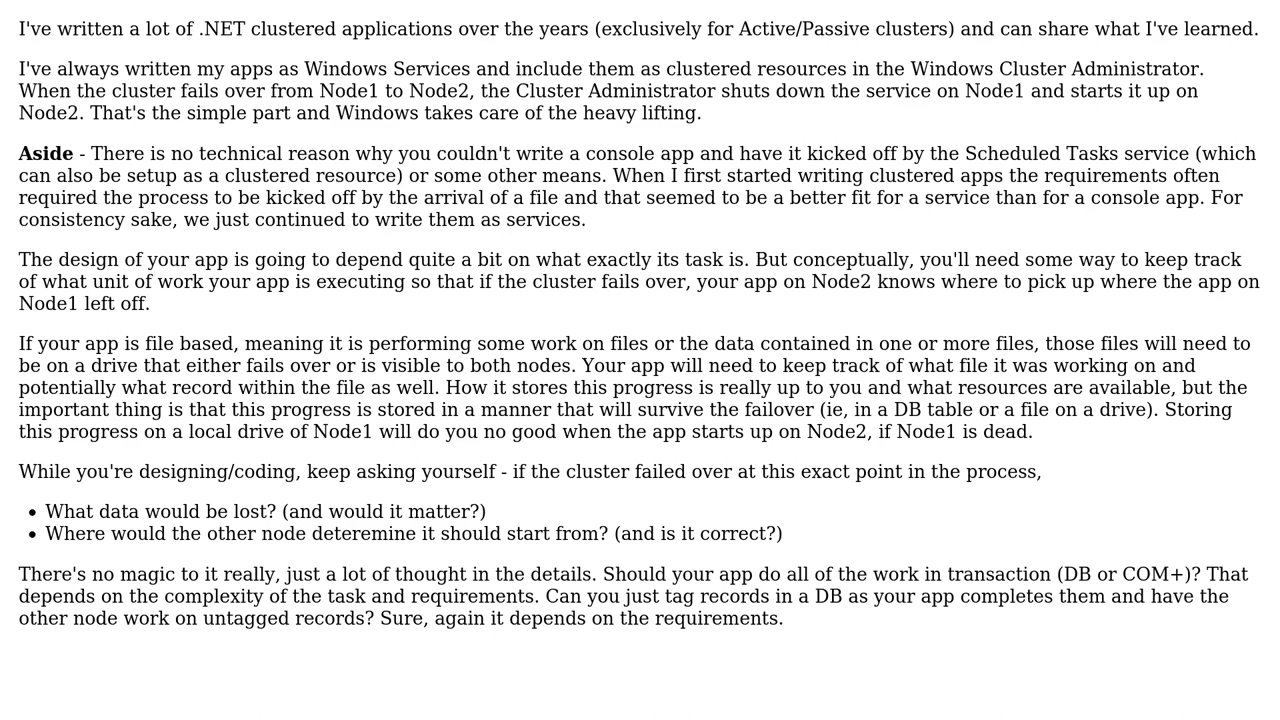 I've written a lot of .NET clustered applications over the years (exclusively for Active/Passive clusters) and can share what I've learned.
I've always written my apps as Windows Services and include them as clustered resources in the Windows Cluster Administrator.
When the cluster fails over from Node1 to Node2, the Cluster Administrator shuts down the service on Node1 and starts it up on
Node2. That's the simple part and Windows takes care of the heavy lifting.
Aside - There is no technical reason why you couldn't write a console app and have it kicked off by the Scheduled Tasks service (which
can also be setup as a clustered resource) or some other means. When I first started writing clustered apps the requirements often
required the process to be kicked off by the arrival of a file and that seemed to be a better fit for a service than for a console app. For
consistency sake, we just continued to write them as services.
The design of your app is going to depend quite a bit on what exactly its task is. But conceptually, you'll need some way to keep track
of what unit of work your app is executing so that if the cluster fails over, your app on Node2 knows where to pick up where the app on
Node1 left off.
If your app is file based, meaning it is performing some work on files or the data contained in one or more files, those files will need to
be on a drive that either fails over or is visible to both nodes. Your app will need to keep track of what file it was working on and
potentially what record within the file as well. How it stores this progress is really up to you and what resources are available, but the
important thing is that this progress is stored in a manner that will survive the failover (ie, in a DB table or a file on a drive). Storing
this progress on a local drive of Node1 will do you no good when the app starts up on Node2, if Node1 is dead.
While you're designing/coding, keep asking yourself - if the cluster failed over at this exact point in the process,
• What data would be lost? (and would it matter?)
• Where would the other node deteremine it should start from? (and is it correct?)
There's no magic to it really, just a lot of thought in the details. Should your app do all of the work in transaction (DB or COM+)? That
depends on the complexity of the task and requirements. Can you just tag records in a DB as your app completes them and have the
other node work on untagged records? Sure, again it depends on the requirements.